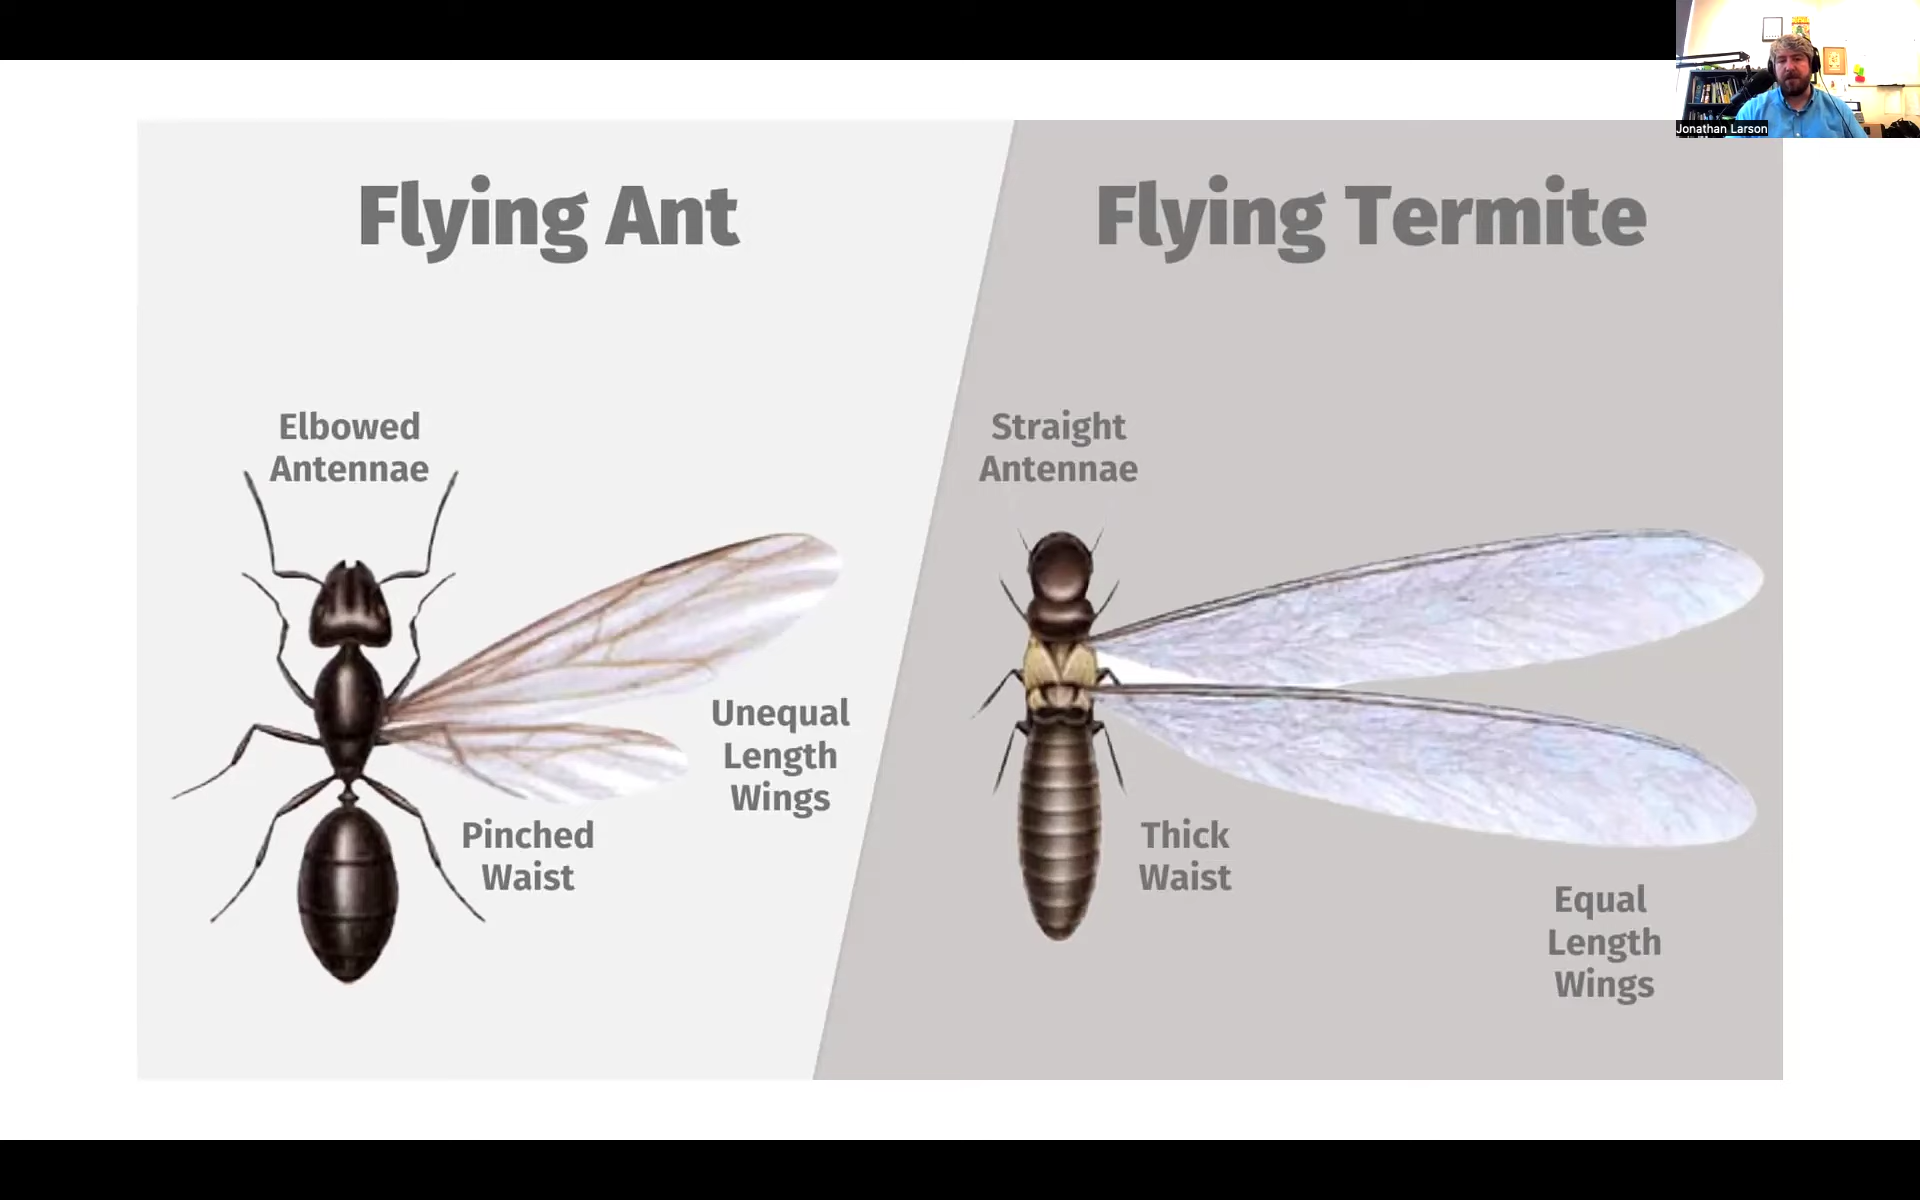 Jonathan Larson
Flying Ant
Flying Termite
Elbowed
Antennae
Unequal
Length
Wings
Pinched
Waist
Straight
Antennae
Thick
Waist
Equal
Length
Wings